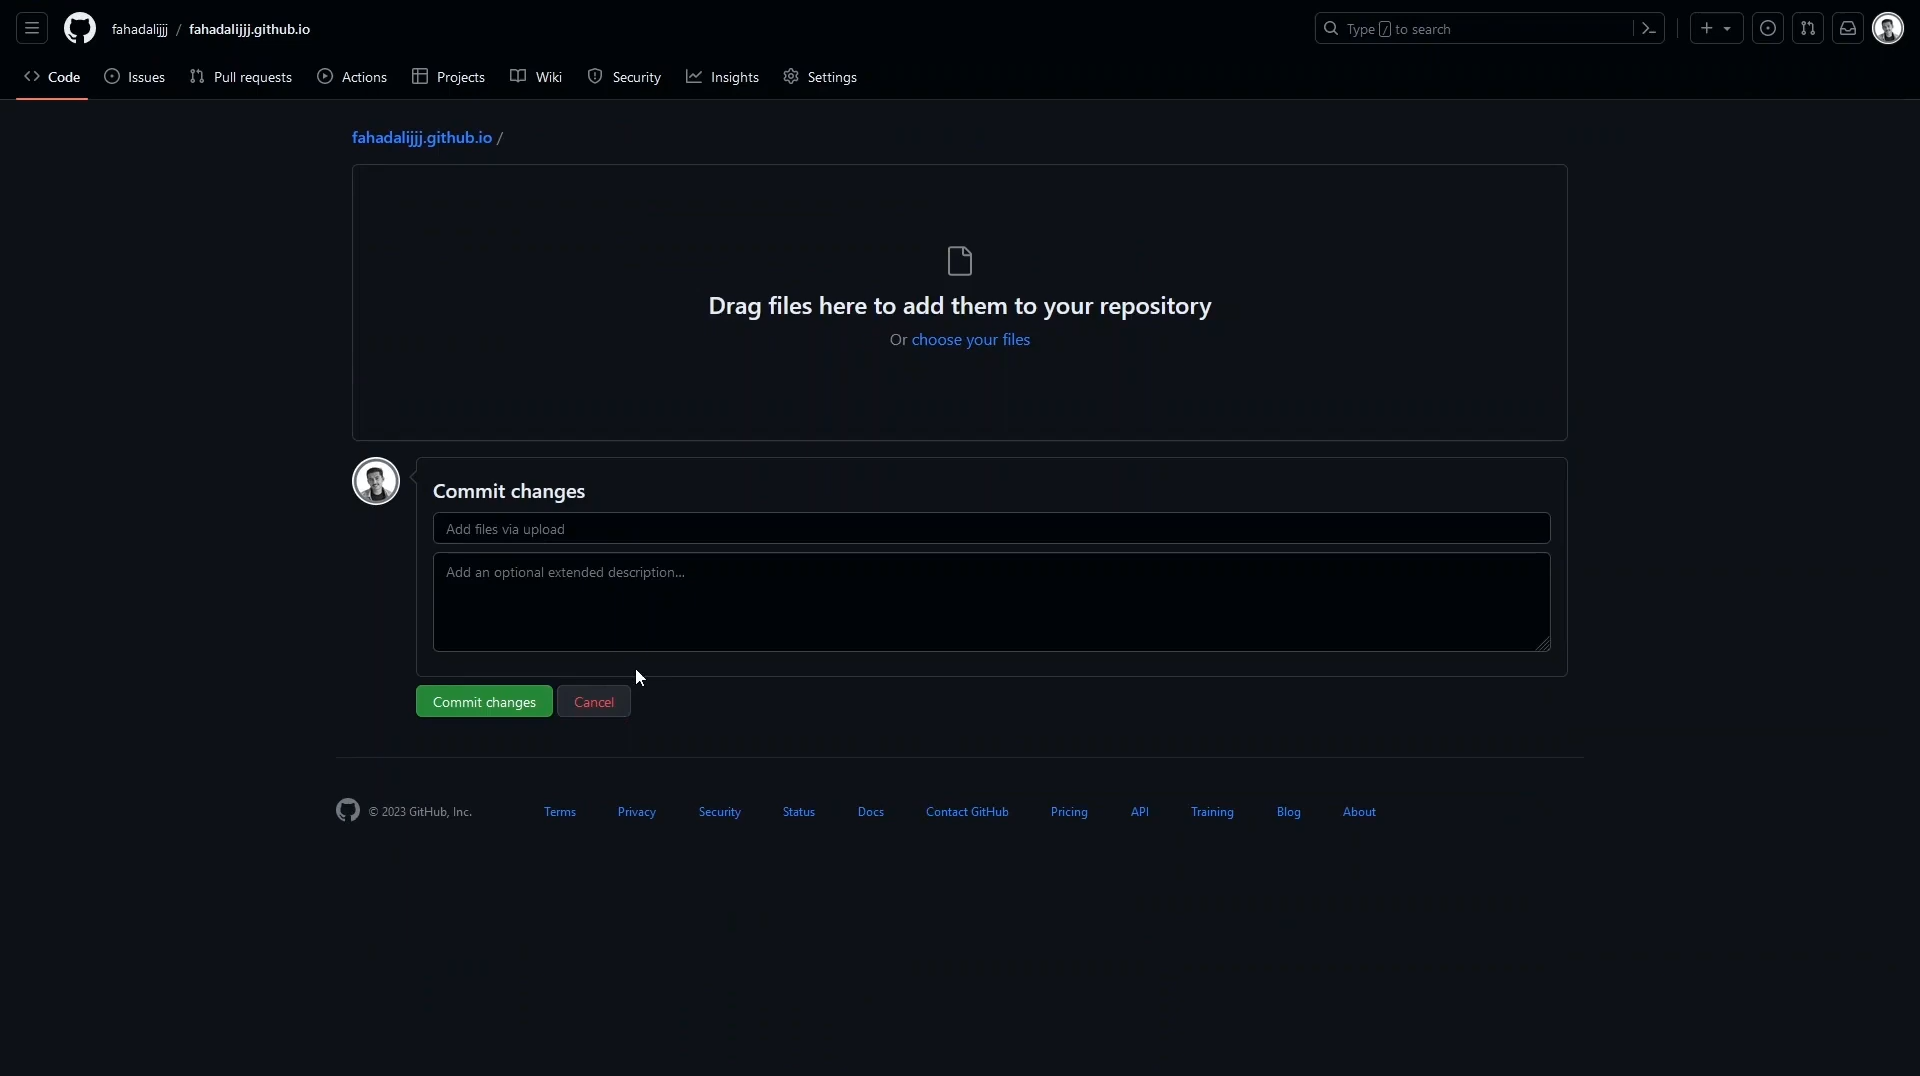 fahadalijjj / fahadalijjj.github.io
Type / to search
Code Issues Pull requests Actions Projects Wiki Security Insights Settings
fahadalijjj.github.io /
Drag files here to add them to your repository
Or choose your files
Commit changes
Add files via upload
Add an optional extended description...
Commit changes Cancel
© 2023 GitHub, Inc. Terms Privacy Security Status Docs Contact GitHub Pricing API Training Blog About